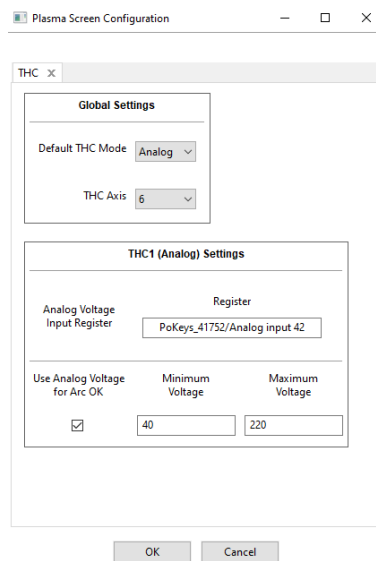 Plasma Screen Configuration
THC
Global Settings
Default THC Mode
Analog
THC Axis
6
THC1 (Analog) Settings
Analog Voltage
Input Register
Register
PoKeys_41752/Analog input 42
Use Analog Voltage
for Arc OK
Minimum
Voltage
Maximum
Voltage
40
220
OK
Cancel